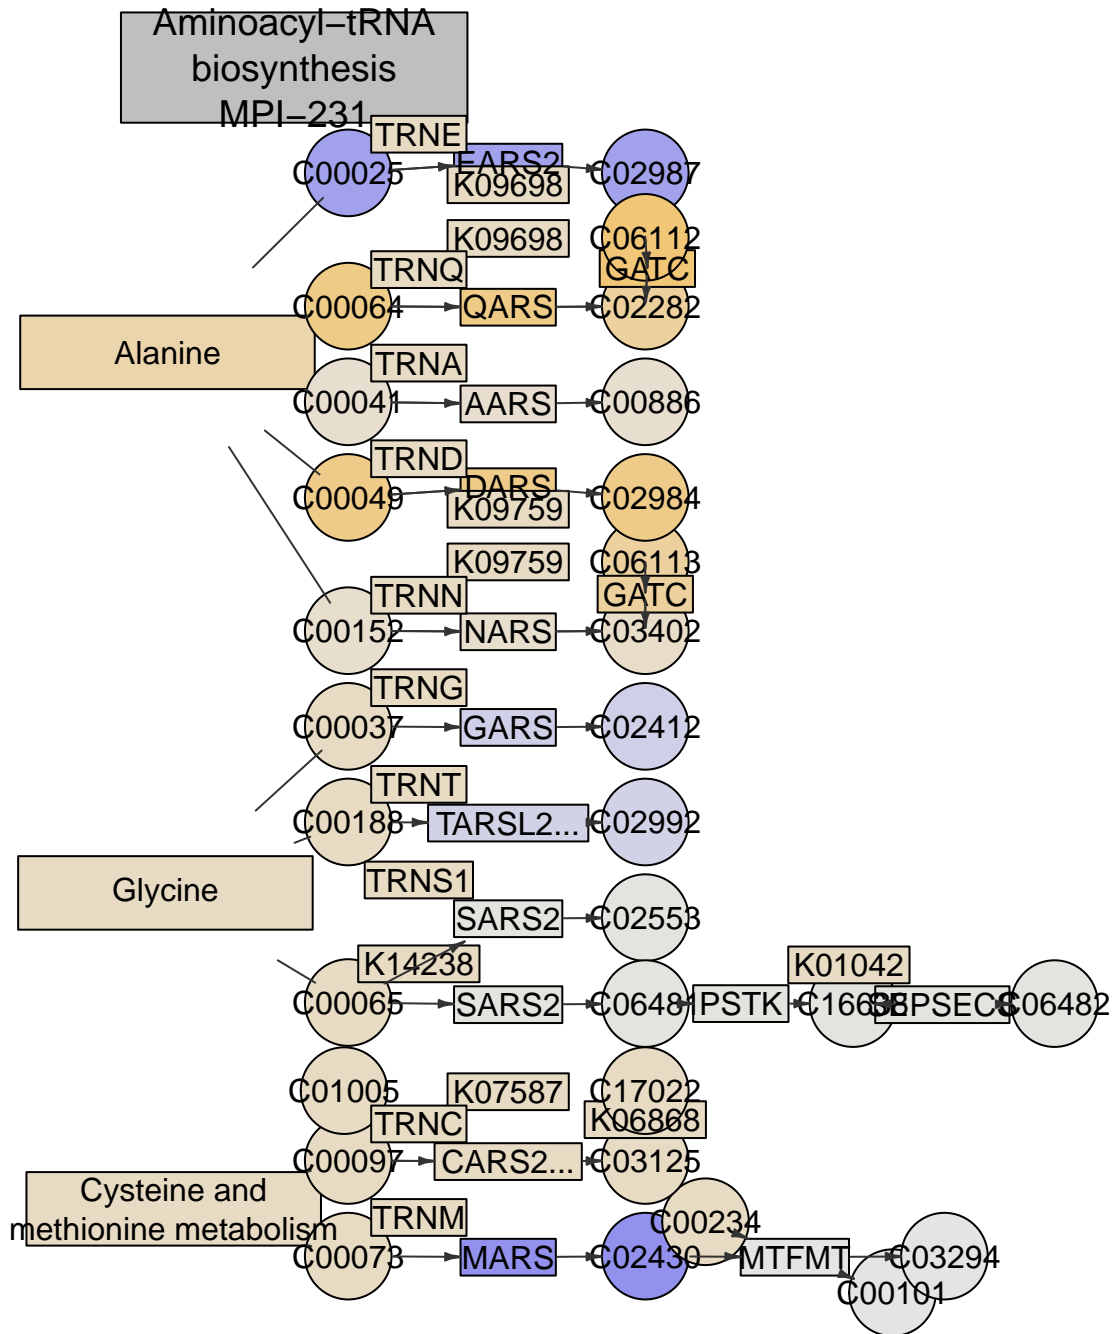 Aminoacyl−tRNA
biosynthesis
MPI−231
TRNE
C00025
EARS2
C02987
K09698
K09698
C06112
TRNQ
GATC
C00064
QARS
C02282
Alanine
TRNA
C00041
AARS
C00886
TRND
C00049
DARS
C02984
K09759
K09759
C06113
TRNN
GATC
C00152
NARS
C03402
TRNG
C00037
GARS
C02412
TRNT
C00188
TARSL2...
C02992
Glycine
TRNS1
SARS2
C02553
K14238
K01042
C00065
SARS2
C06481
PSTK
C16638
SEPSECS
C06482
C01005
K07587
C17022
TRNC
K06868
C00097
CARS2...
C03125
Cysteine and
methionine metabolism
TRNM
C00234
C00073
MARS
C02430
MTFMT
C03294
C00101